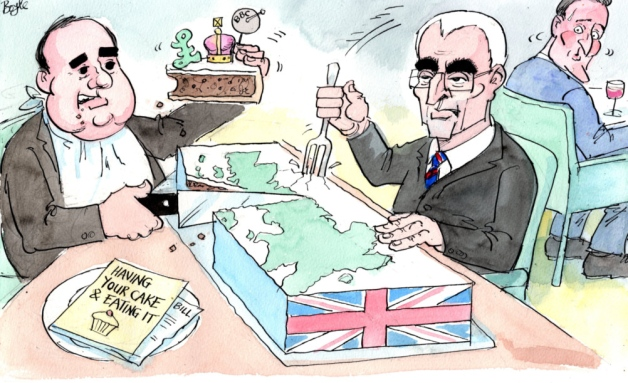 Boyle
BBC
HAVING
YOUR CAKE
& EATING IT
BILL